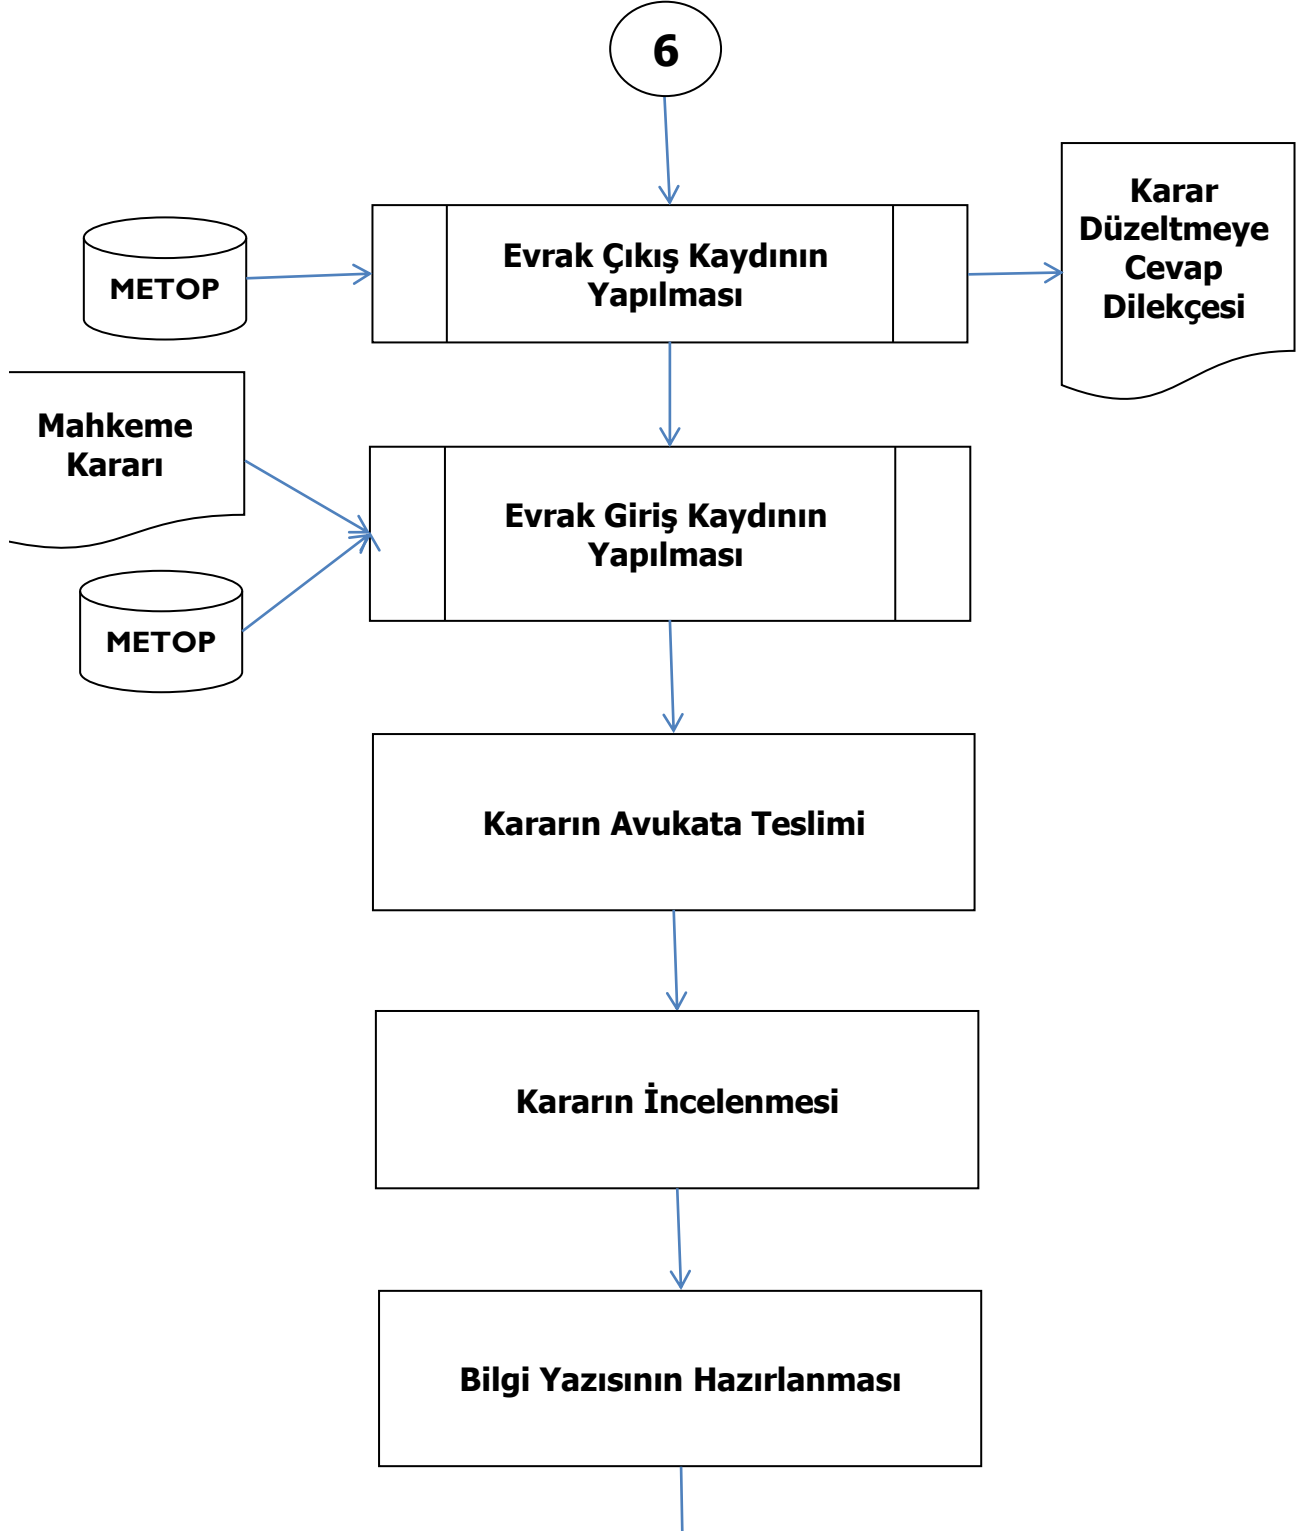 6
Evrak Çıkış Kaydının
Yapılması
METOP
Karar
Düzeltmeye
Cevap
Dilekçesi
Mahkeme
Kararı
Evrak Giriş Kaydının
Yapılması
METOP
Kararın Avukata Teslimi
Kararın İncelenmesi
Bilgi Yazısının Hazırlanması